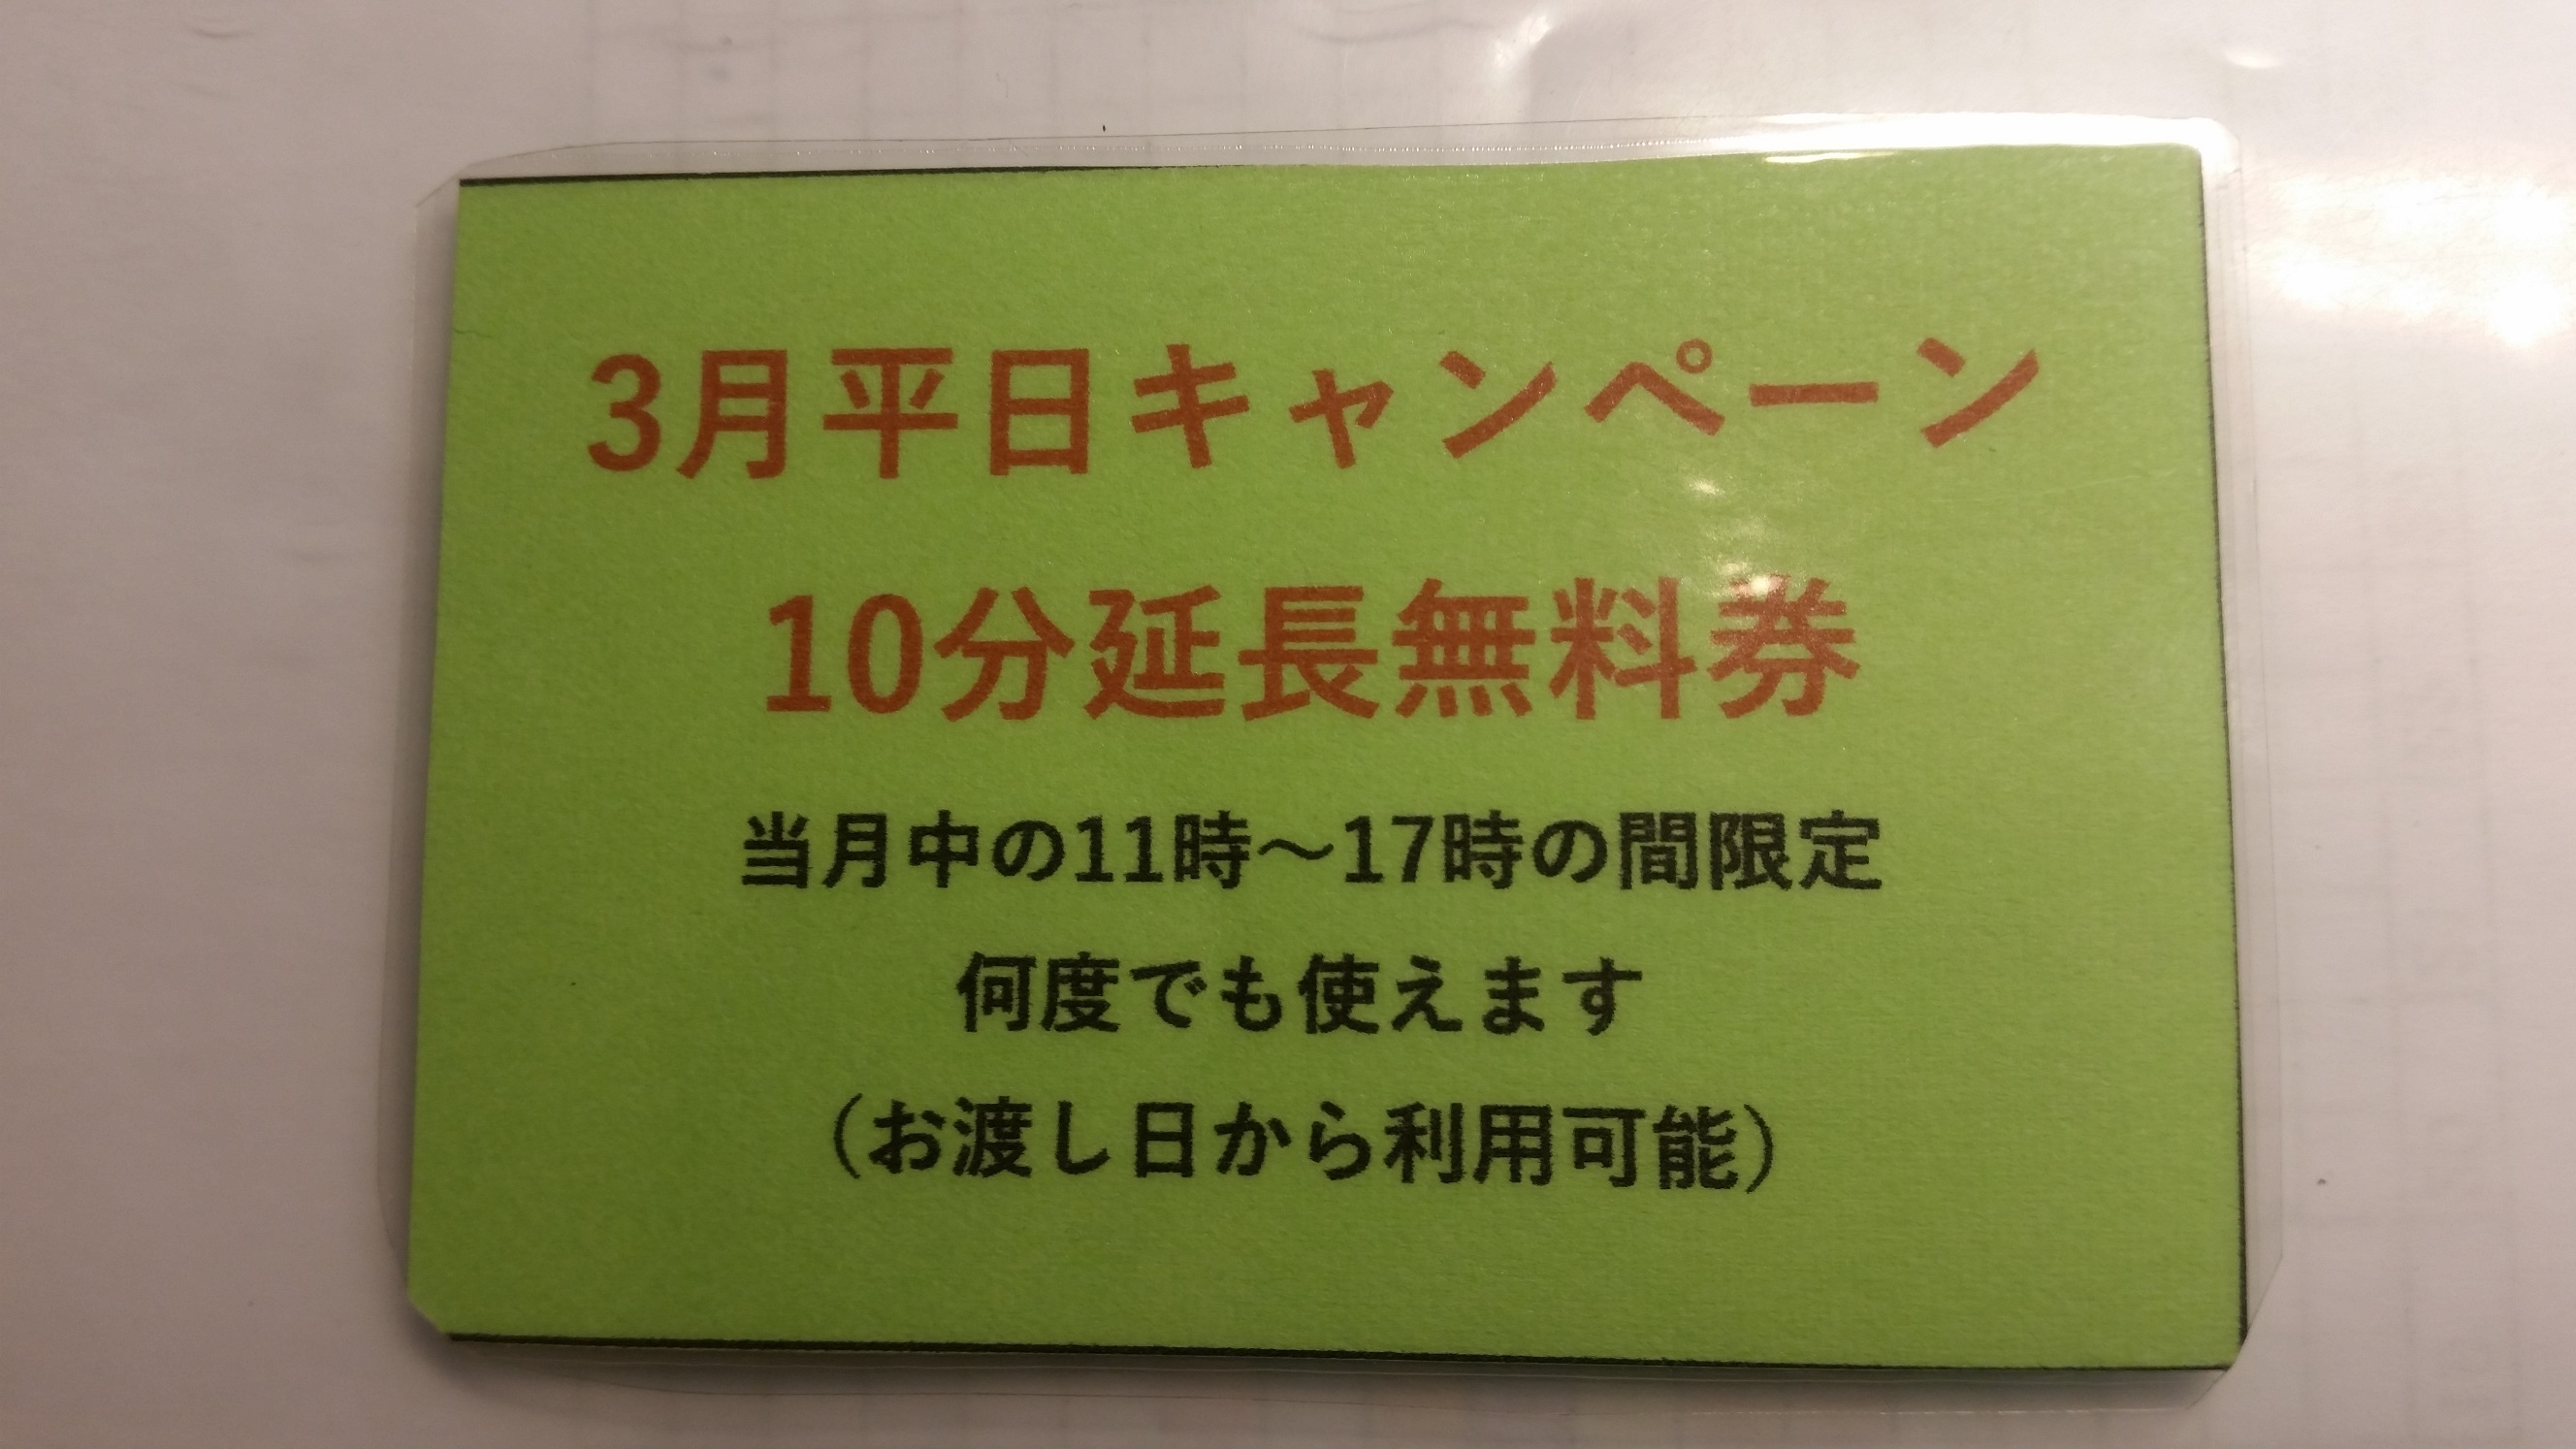 3月平日キャンペーン
10分延長無料券
当月中の11時～17時の間限定
何度でも使えます
（お渡し日から利用可能）